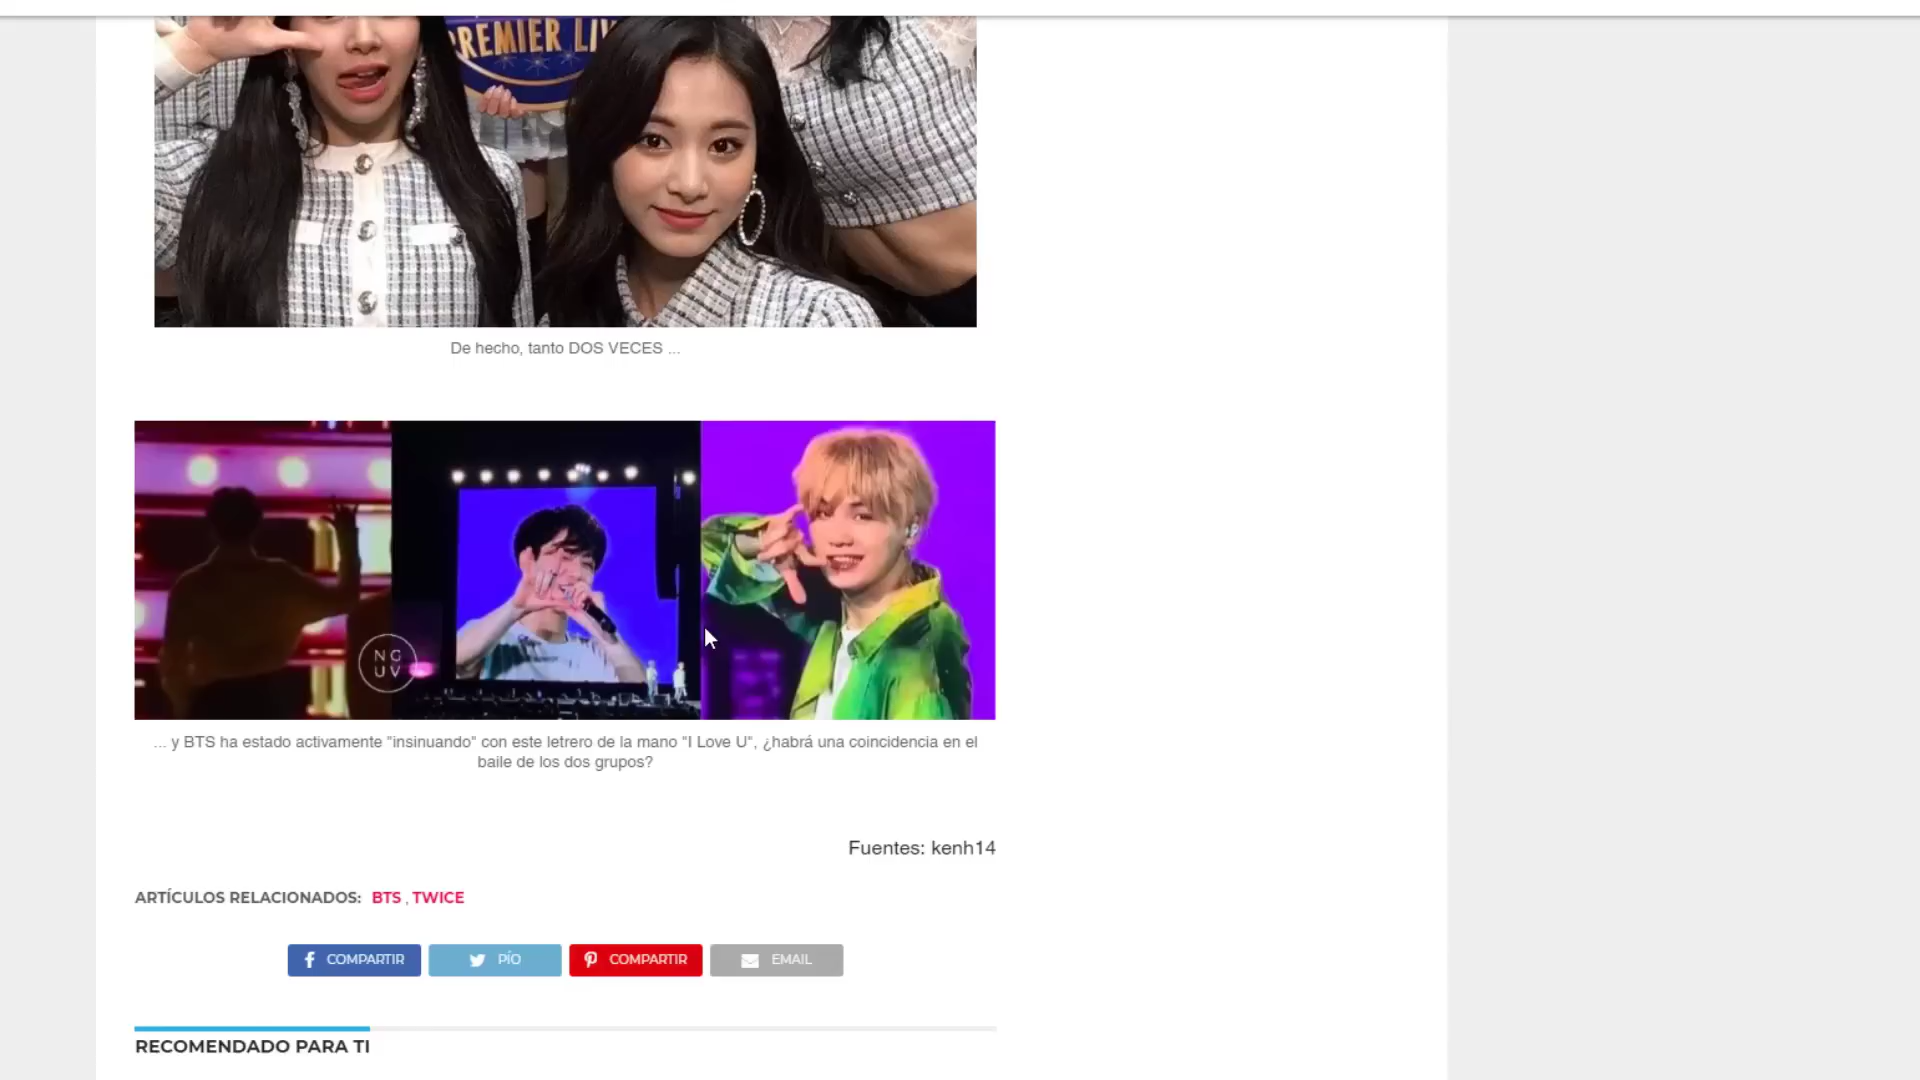 PREMIER LIV
De hecho, tanto DOS VECES ...
NG
UV
... y BTS ha estado activamente "insinuando" con este letrero de la mano "I Love U", ¿habrá una coincidencia en el
baile de los dos grupos?
Fuentes: kenh14
ARTÍCULOS RELACIONADOS: BTS , TWICE
COMPARTIR PÍO COMPARTIR EMAIL
RECOMENDADO PARA TI